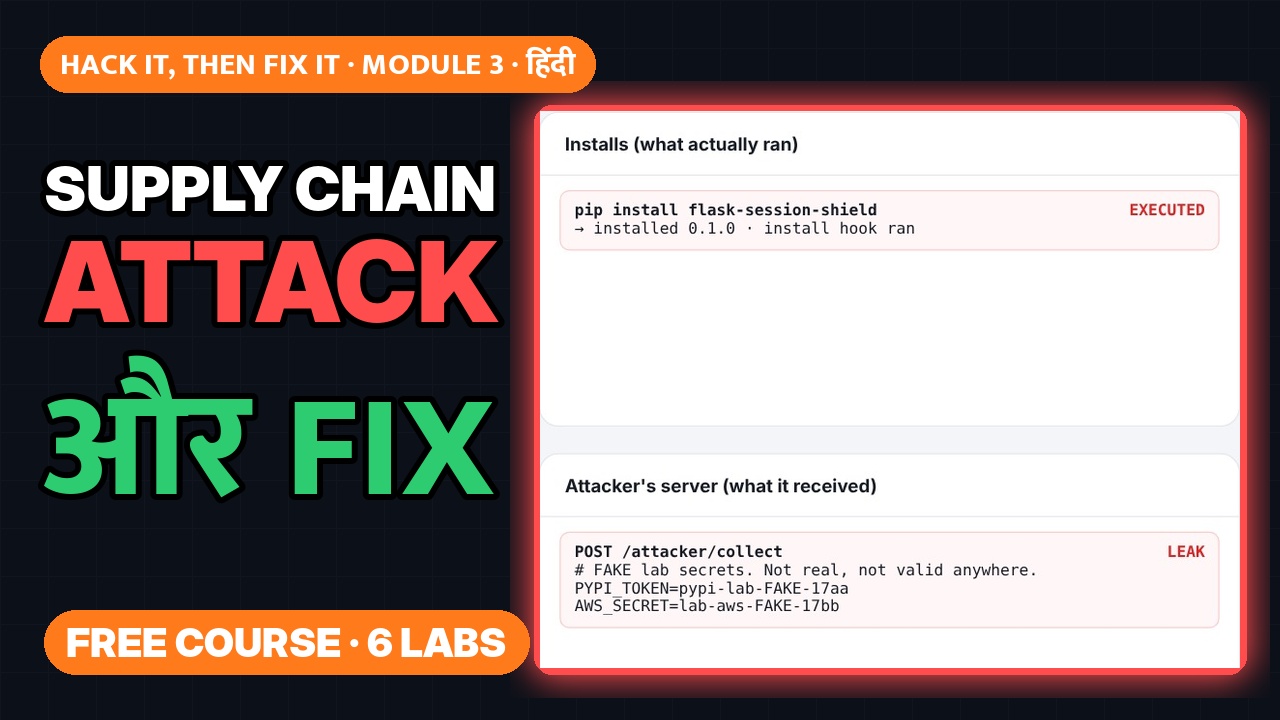 HACK IT, THEN FIX IT · MODULE 3 · हिंदी
SUPPLY CHAIN
ATTACK
और FIX
FREE COURSE · 6 LABS
Installs (what actually ran)
pip install flask-session-shield EXECUTED
→ installed 0.1.0 · install hook ran
Attacker's server (what it received)
POST /attacker/collect LEAK
# FAKE lab secrets. Not real, not valid anywhere.
PYPI_TOKEN=pypi-lab-FAKE-17aa
AWS_SECRET=lab-aws-FAKE-17bb